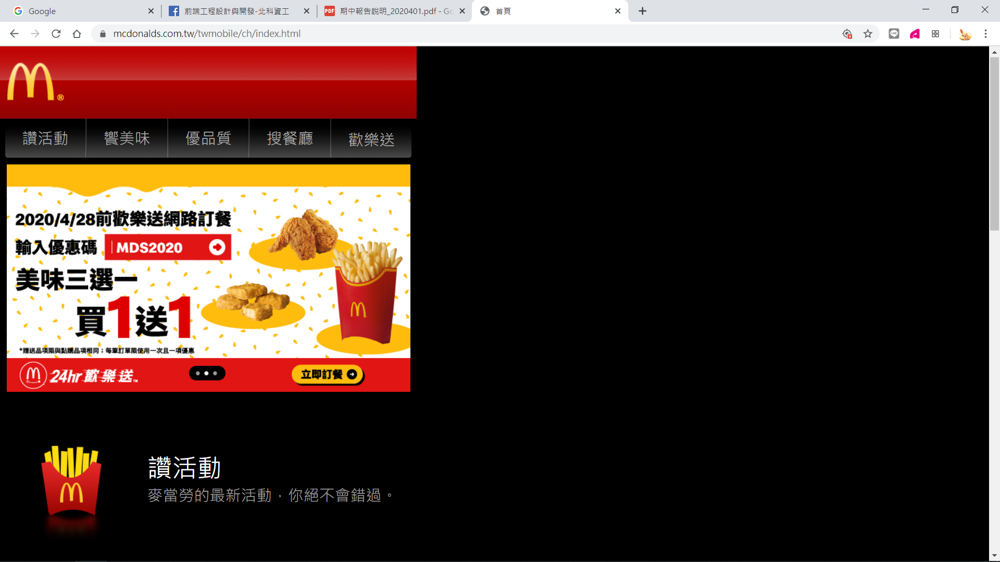 Google
前端工程設計與開發-北科資工
PDF
期中報告說明_2020401.pdf - Go
首頁
mcdonalds.com.tw/twmobile/ch/index.html
讚活動
饗美味
優品質
搜餐廳
歡樂送
2020/4/28前歡樂送網路訂餐
輸入優惠碼 MDS2020
美味三選一
買1送1
*贈送品項限與點購品項相同；每筆訂單限使用一次且一項優惠
24hr 歡樂送™
立即訂餐
讚活動
麥當勞的最新活動，你絕不會錯過。